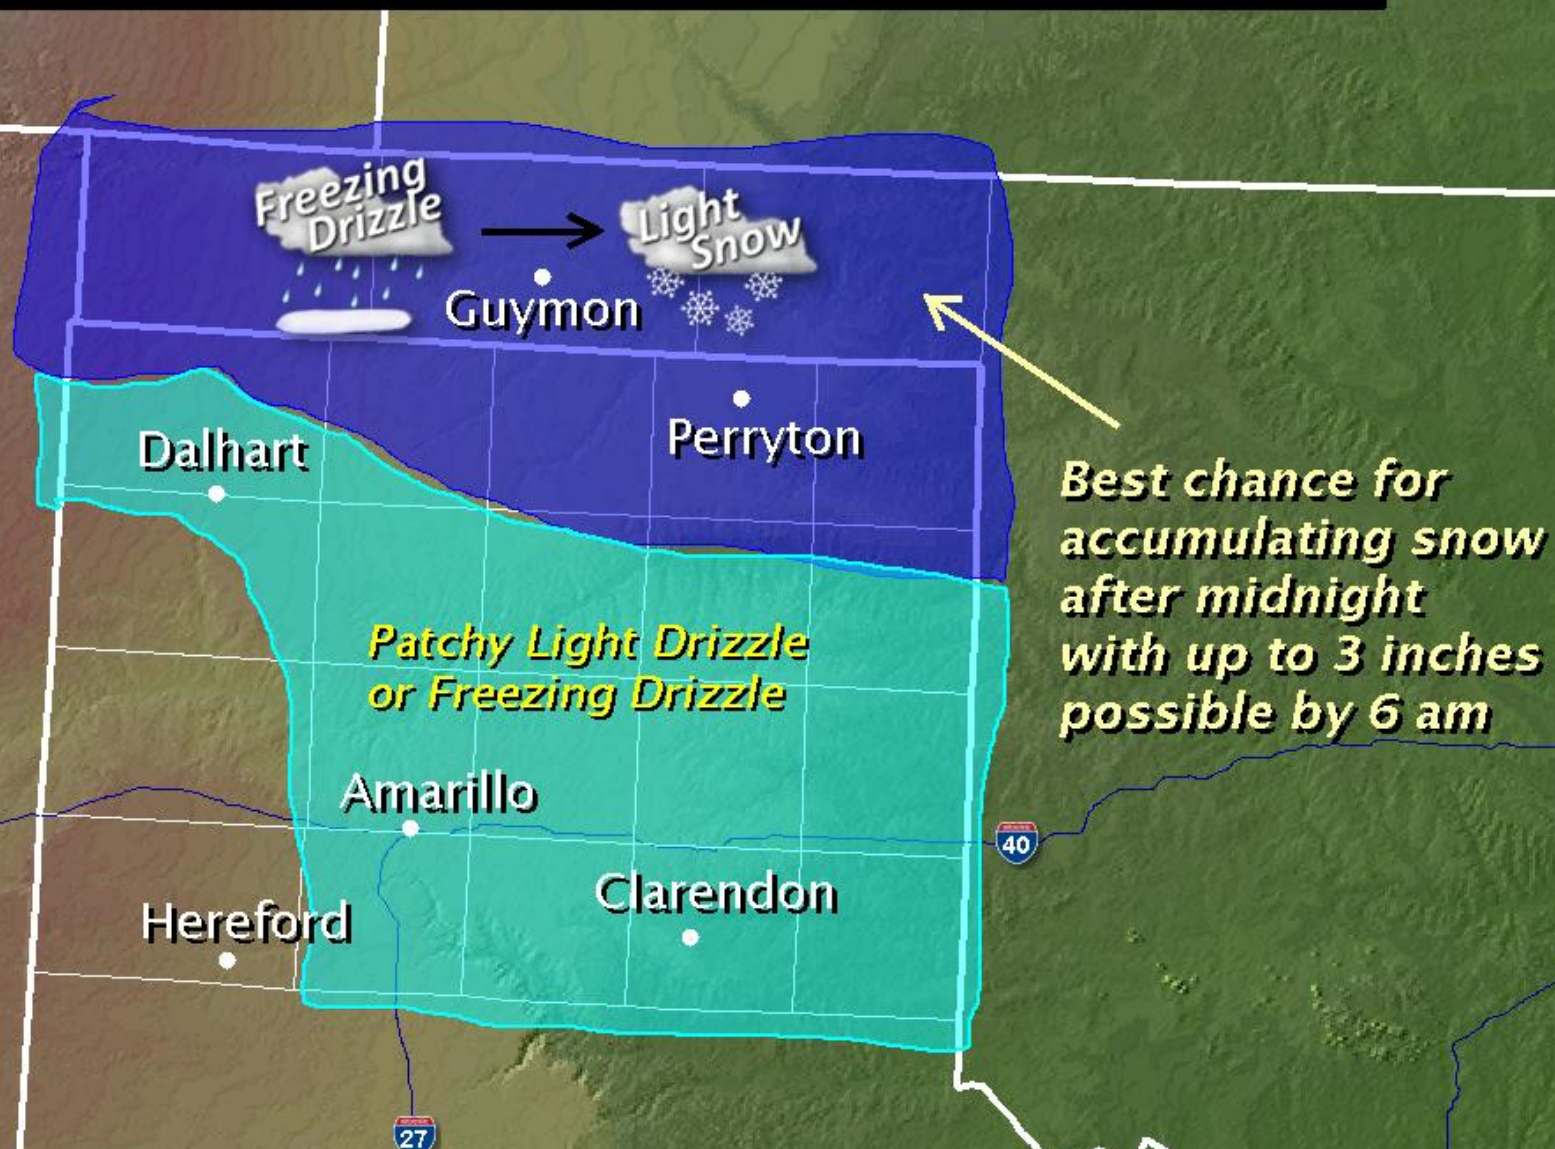 Freezing
Drizzle
Light
Snow
Guymon
Perryton
Dalhart
Best chance for
accumulating snow
after midnight
with up to 3 inches
possible by 6 am
Patchy Light Drizzle
or Freezing Drizzle
Amarillo
40
Clarendon
Hereford
27